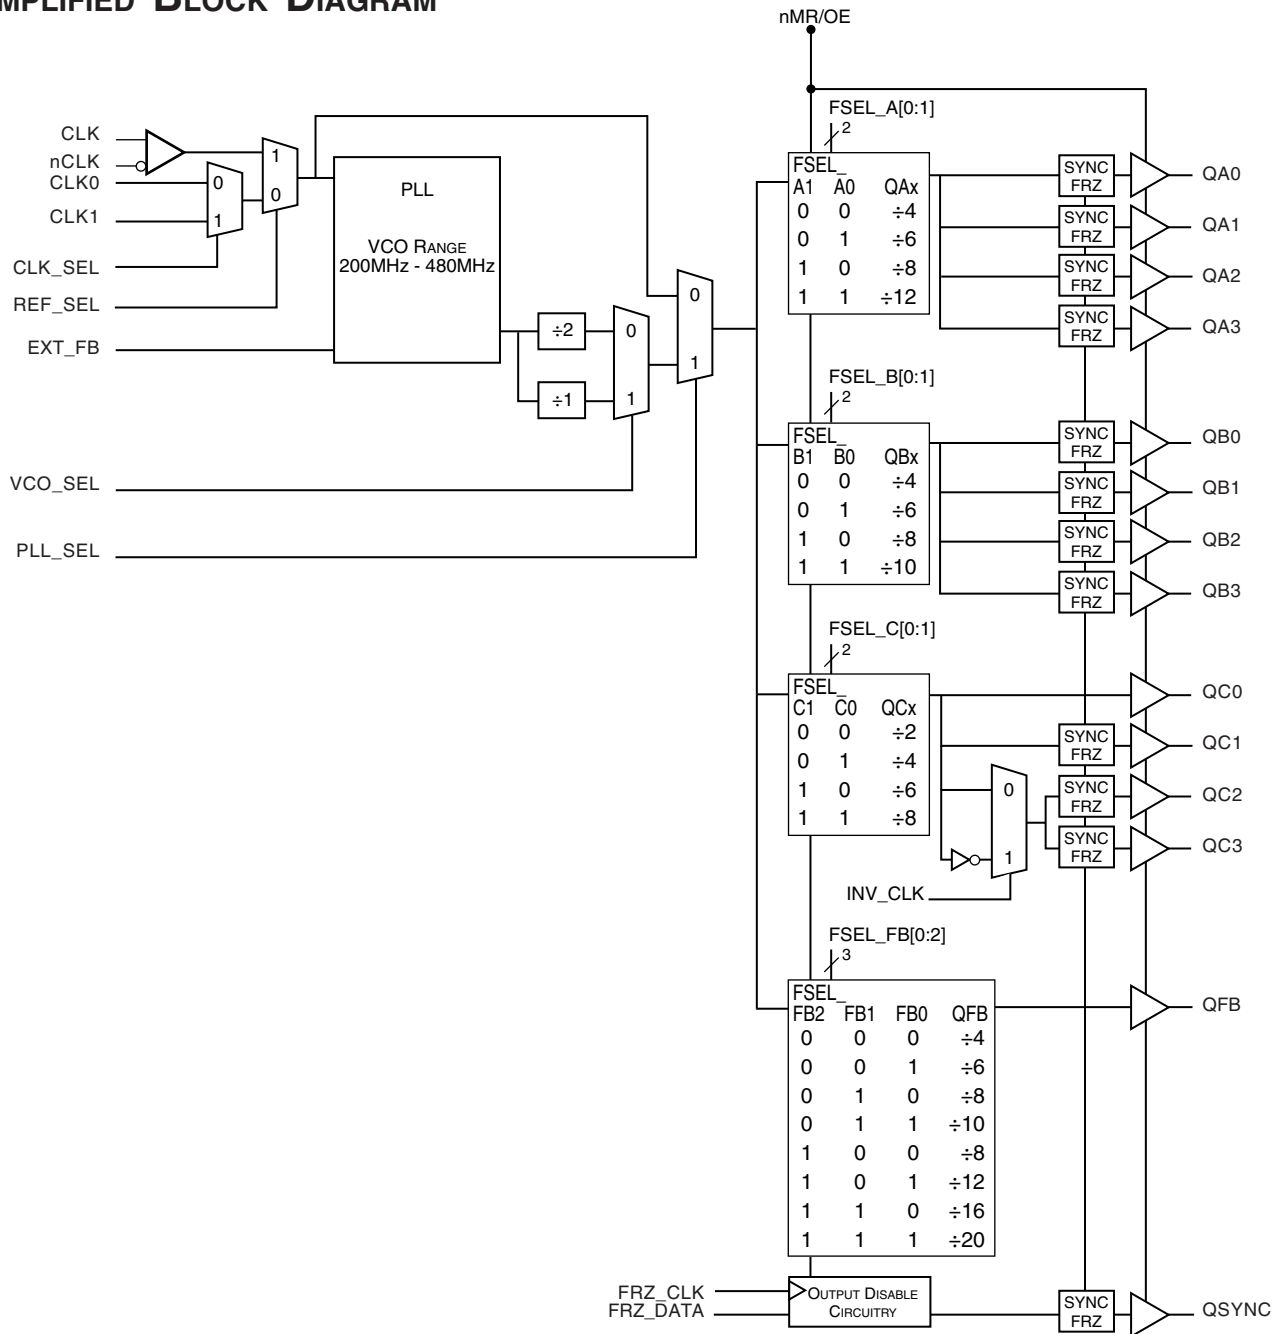 MPLIFIED BLOCK DIAGRAM
nMR/OE
CLK
nCLK
CLK0
CLK1
CLK_SEL
REF_SEL
EXT_FB
VCO_SEL
PLL_SEL
0
1
1
0
PLL
VCO RANGE
200MHz - 480MHz
÷2
÷1
0
1
0
1
FSEL_A[0:1]
2
FSEL_
A1 A0 QAx
0 0 ÷4
0 1 ÷6
1 0 ÷8
1 1 ÷12
SYNC
FRZ
QA0
SYNC
FRZ
QA1
SYNC
FRZ
QA2
SYNC
FRZ
QA3
FSEL_B[0:1]
2
FSEL_
B1 B0 QBx
0 0 ÷4
0 1 ÷6
1 0 ÷8
1 1 ÷10
SYNC
FRZ
QB0
SYNC
FRZ
QB1
SYNC
FRZ
QB2
SYNC
FRZ
QB3
FSEL_C[0:1]
2
FSEL_
C1 C0 QCx
0 0 ÷2
0 1 ÷4
1 0 ÷6
1 1 ÷8
QC0
SYNC
FRZ
QC1
0
1
SYNC
FRZ
QC2
SYNC
FRZ
QC3
INV_CLK
FSEL_FB[0:2]
3
FSEL_
FB2 FB1 FB0 QFB
0 0 0 ÷4
0 0 1 ÷6
0 1 0 ÷8
0 1 1 ÷10
1 0 0 ÷8
1 0 1 ÷12
1 1 0 ÷16
1 1 1 ÷20
QFB
FRZ_CLK
FRZ_DATA
OUTPUT DISABLE
CIRCUITRY
SYNC
FRZ
QSYNC